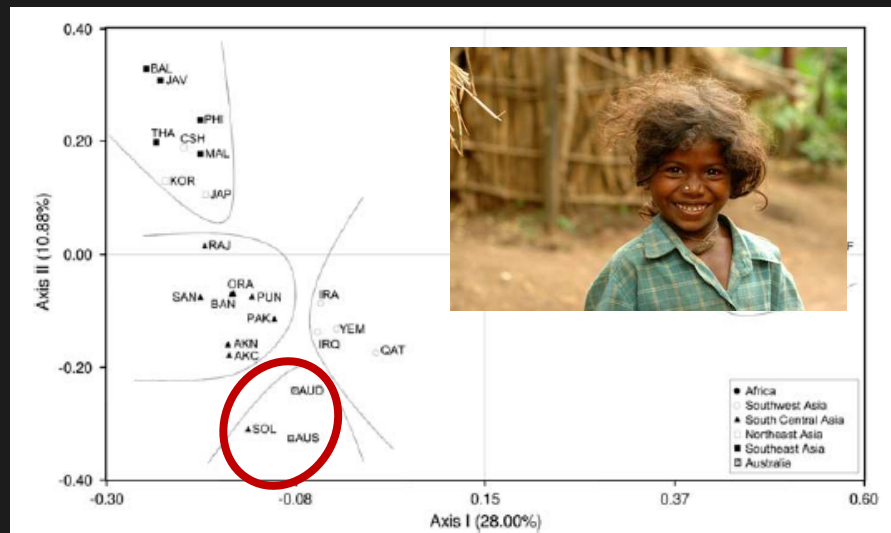 0.40
BAL
JAV
PHI
THA
CSH
0.20
MAL
KOR
JAP
0.00
RAJ
F
ORA
SAN
PUN
BAN
IRA
PAK
YEM
IRQ
AKN
QAT
AKC
-0.20
AUD
SOL
AUS
-0.40
-0.30
-0.08
0.15
0.37
0.60
Axis II (10.88%)
Axis I (28.00%)
Africa
Southwest Asia
South Central Asia
Northeast Asia
Southeast Asia
Australia